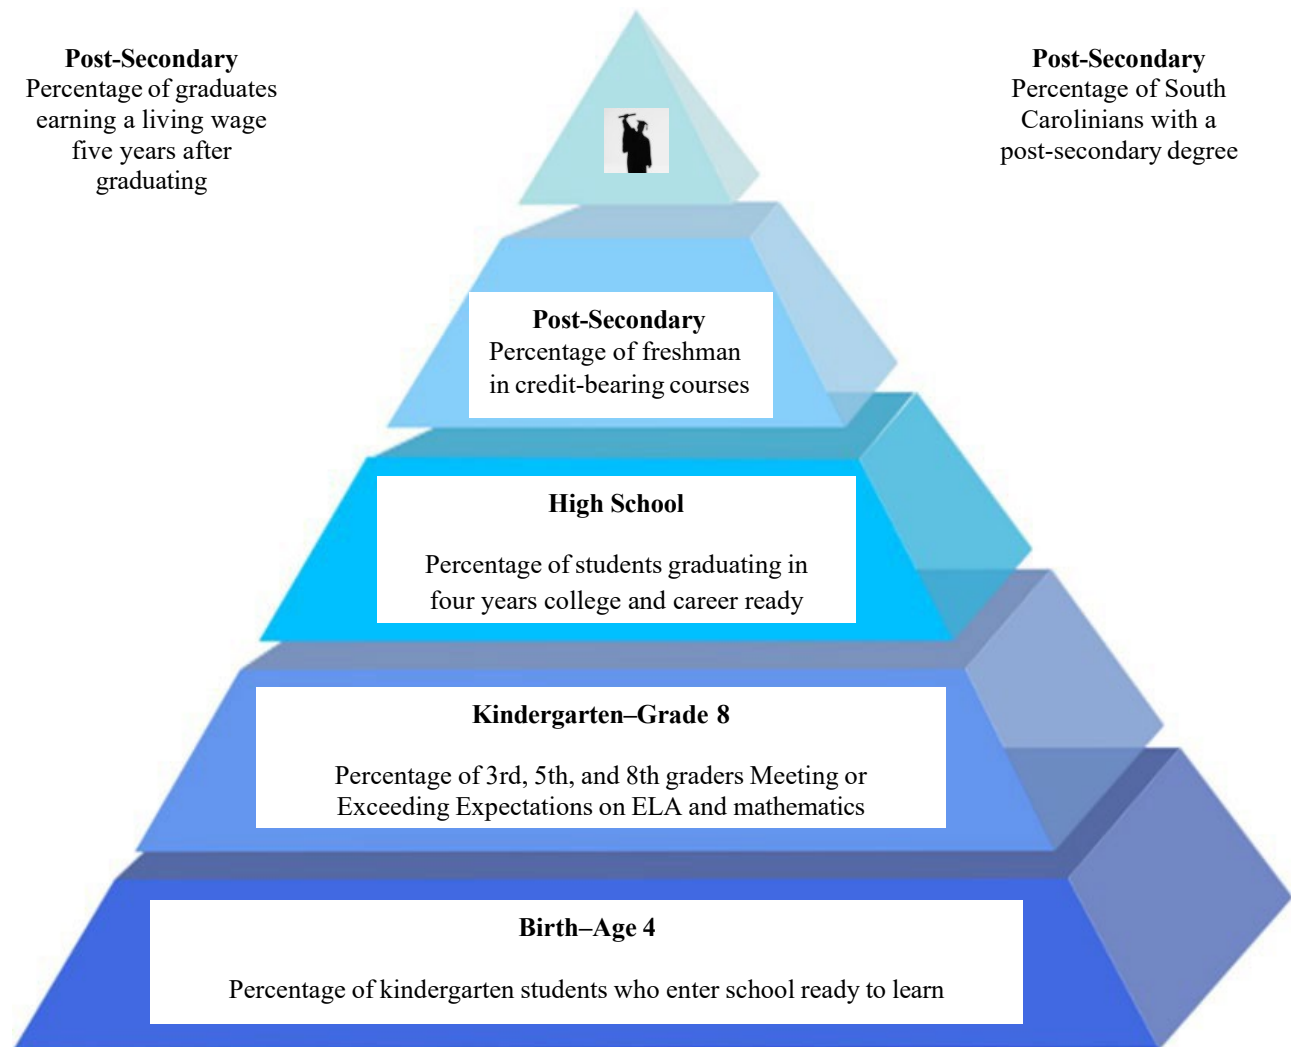 Post-Secondary
Percentage of graduates
earning a living wage
five years after
graduating
Post-Secondary
Percentage of South
Carolinians with a
post-secondary degree
Post-Secondary
Percentage of freshman
in credit-bearing courses
High School
Percentage of students graduating in
four years college and career ready
Kindergarten–Grade 8
Percentage of 3rd, 5th, and 8th graders Meeting or
Exceeding Expectations on ELA and mathematics
Birth–Age 4
Percentage of kindergarten students who enter school ready to learn